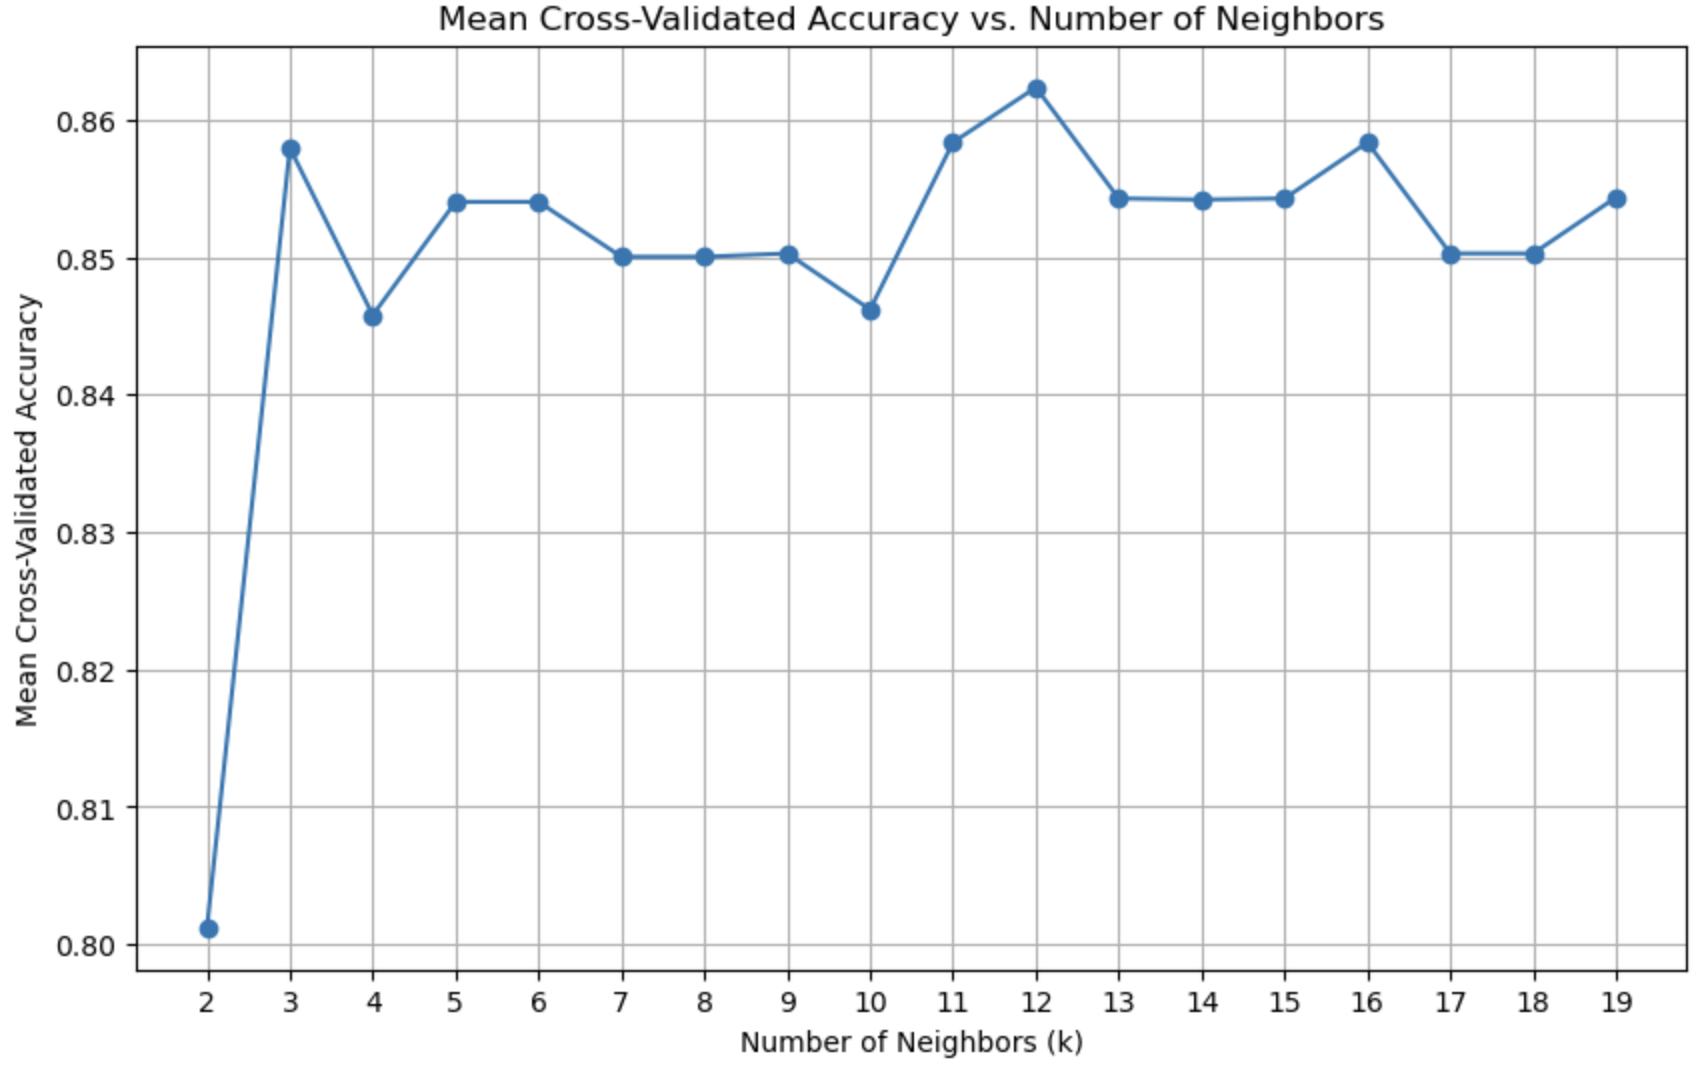 Mean Cross-Validated Accuracy vs. Number of Neighbors
Mean Cross-Validated Accuracy
0.86
0.85
0.84
0.83
0.82
0.81
0.80
2 3 4 5 6 7 8 9 10 11 12 13 14 15 16 17 18 19
Number of Neighbors (k)